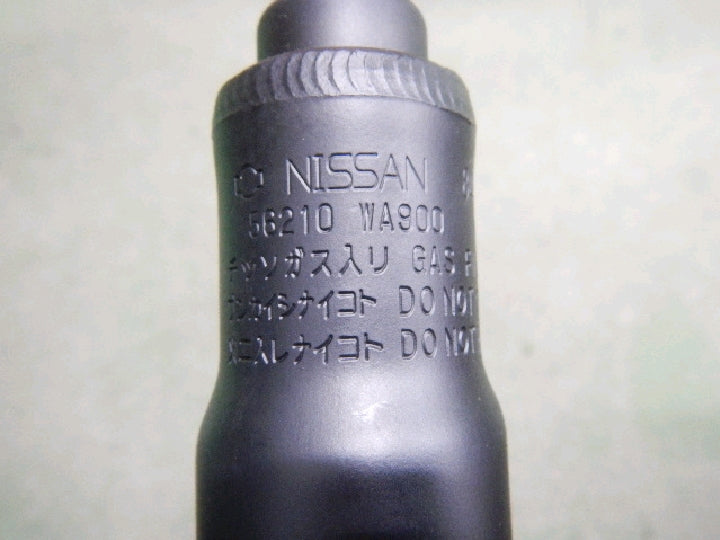 NISSAN
56210 WA900
チッソガス入リ GAS
ブンカイシナイコト DO NOT
火ニ入レナイコト DO NOT